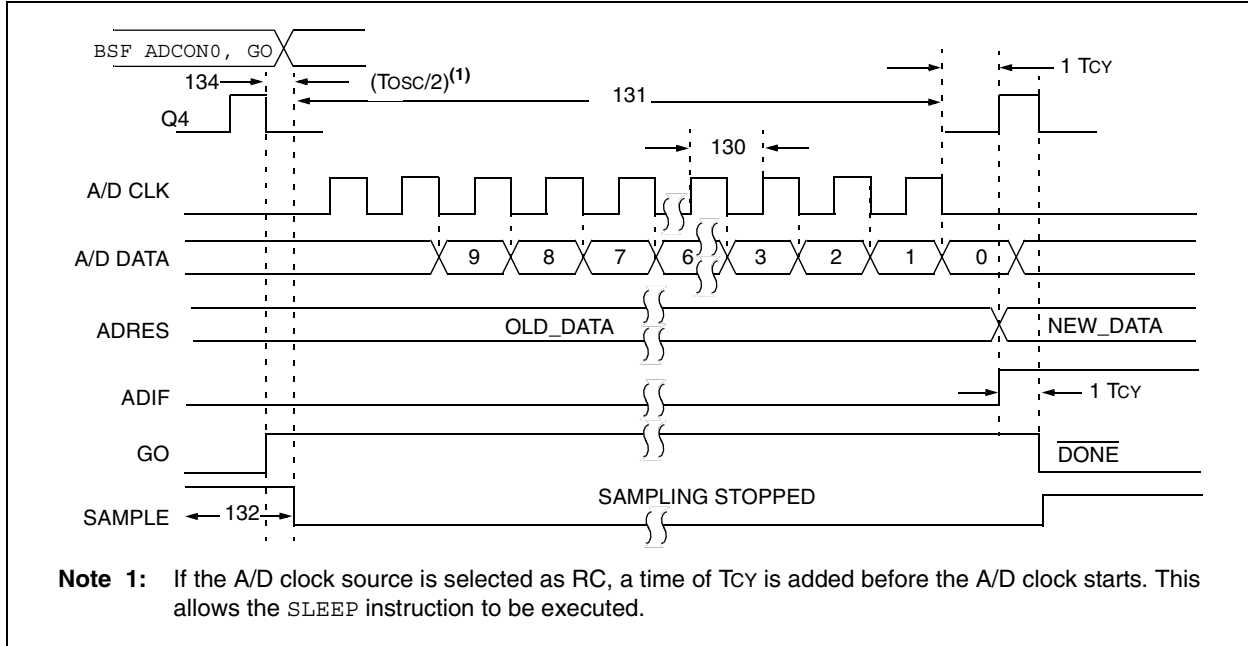 BSF ADCON0, GO
134 (TOSC/2)(1)
131
1 TCY
Q4
130
A/D CLK
A/D DATA 9 8 7 6 3 2 1 0
ADRES OLD_DATA NEW_DATA
ADIF 1 TCY
GO DONE
SAMPLING STOPPED
SAMPLE 132
Note 1: If the A/D clock source is selected as RC, a time of TCY is added before the A/D clock starts. This
allows the SLEEP instruction to be executed.